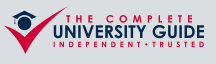 THE COMPLETE
UNIVERSITY GUIDE
INDEPENDENT • TRUSTED